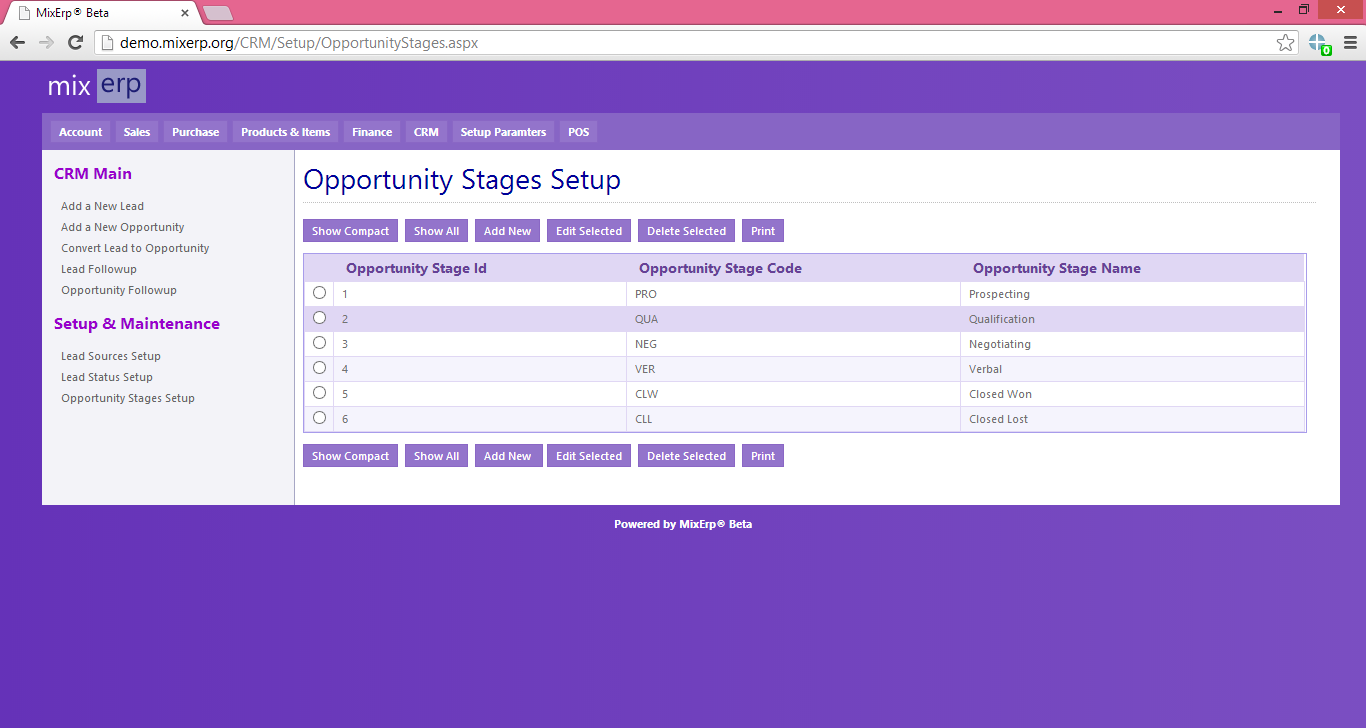 MixErp® Beta
demo.mixerp.org/CRM/Setup/OpportunityStages.aspx
0
mix erp
Account Sales Purchase Products & Items Finance CRM Setup Paramters POS
CRM Main
Add a New Lead
Add a New Opportunity
Convert Lead to Opportunity
Lead Followup
Opportunity Followup
Setup & Maintenance
Lead Sources Setup
Lead Status Setup
Opportunity Stages Setup
Opportunity Stages Setup
Show Compact Show All Add New Edit Selected Delete Selected Print
Opportunity Stage Id Opportunity Stage Code Opportunity Stage Name
1 PRO Prospecting
2 QUA Qualification
3 NEG Negotiating
4 VER Verbal
5 CLW Closed Won
6 CLL Closed Lost
Show Compact Show All Add New Edit Selected Delete Selected Print
Powered by MixErp® Beta